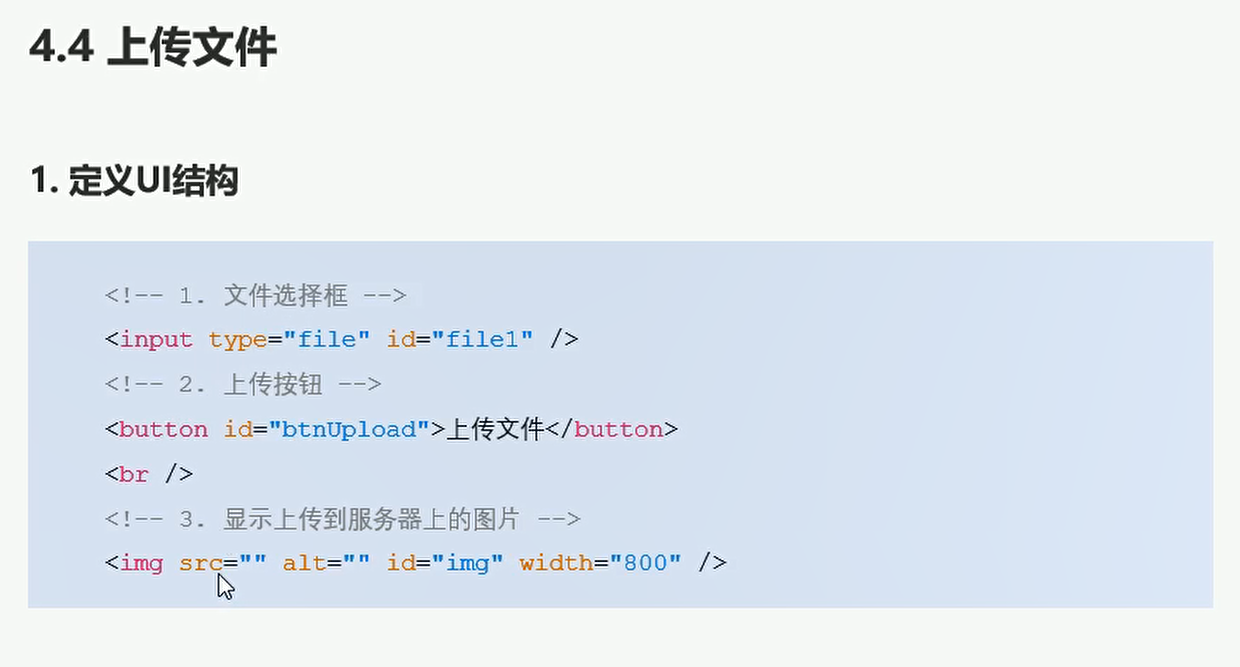 4.4 上传文件
1. 定义UI结构
<!-- 1. 文件选择框 -->
<input type="file" id="file1" />
<!-- 2. 上传按钮 -->
<button id="btnUpload">上传文件</button>
<br />
<!-- 3. 显示上传到服务器上的图片 -->
<img src="" alt="" id="img" width="800" />